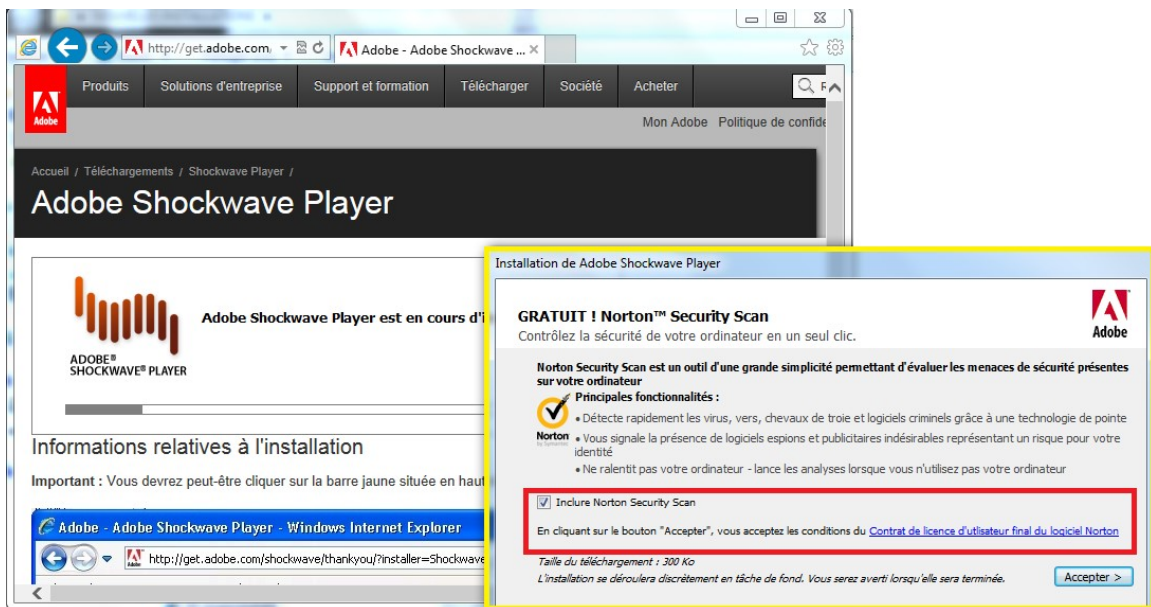 http://get.adobe.com
Adobe - Adobe Shockwave ...
Produits Solutions d'entreprise Support et formation Télécharger Société Acheter
Adobe
Mon Adobe Politique de confide
Accueil / Téléchargements / Shockwave Player /
Adobe Shockwave Player
Adobe Shockwave Player est en cours d'i
ADOBE®
SHOCKWAVE® PLAYER
Informations relatives à l'installation
Important : Vous devrez peut-être cliquer sur la barre jaune située en haut
Adobe - Adobe Shockwave Player - Windows Internet Explorer
http://get.adobe.com/shockwave/thankyou/?installer=Shockwave
Installation de Adobe Shockwave Player
GRATUIT ! Norton™ Security Scan
Contrôlez la sécurité de votre ordinateur en un seul clic.
Adobe
Norton Security Scan est un outil d'une grande simplicité permettant d'évaluer les menaces de sécurité présentes
sur votre ordinateur
Principales fonctionnalités :
• Détecte rapidement les virus, vers, chevaux de troie et logiciels criminels grâce à une technologie de pointe
Norton
by Symantec
• Vous signale la présence de logiciels espions et publicitaires indésirables représentant un risque pour votre
identité
• Ne ralentit pas votre ordinateur - lance les analyses lorsque vous n'utilisez pas votre ordinateur
Inclure Norton Security Scan
En cliquant sur le bouton "Accepter", vous acceptez les conditions du Contrat de licence d'utilsateur final du logiciel Norton
Taille du téléchargement : 300 Ko
L'installation se déroulera discrètement en tâche de fond. Vous serez averti lorsqu'elle sera terminée.
Accepter >